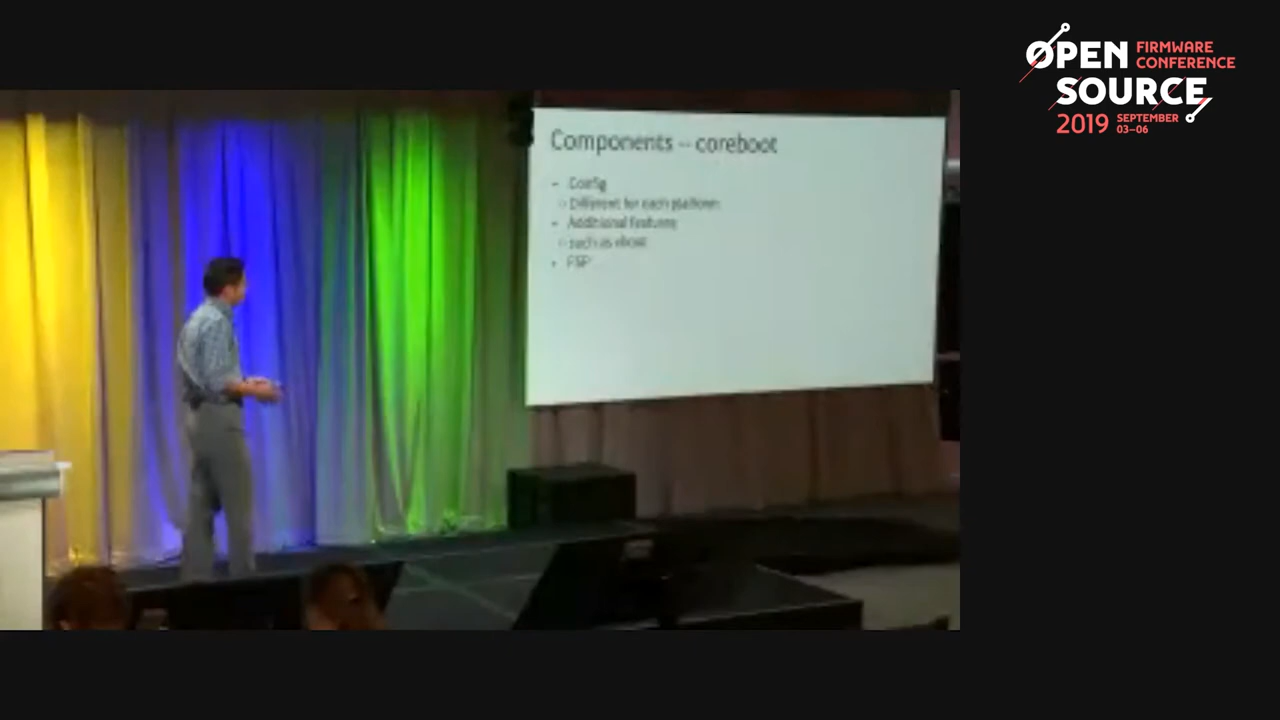 OPEN FIRMWARE
CONFERENCE
SOURCE
2019 SEPTEMBER
03–06
Components – coreboot
- Config
Different for each platform
- Additional features
such as vboot
- FSP